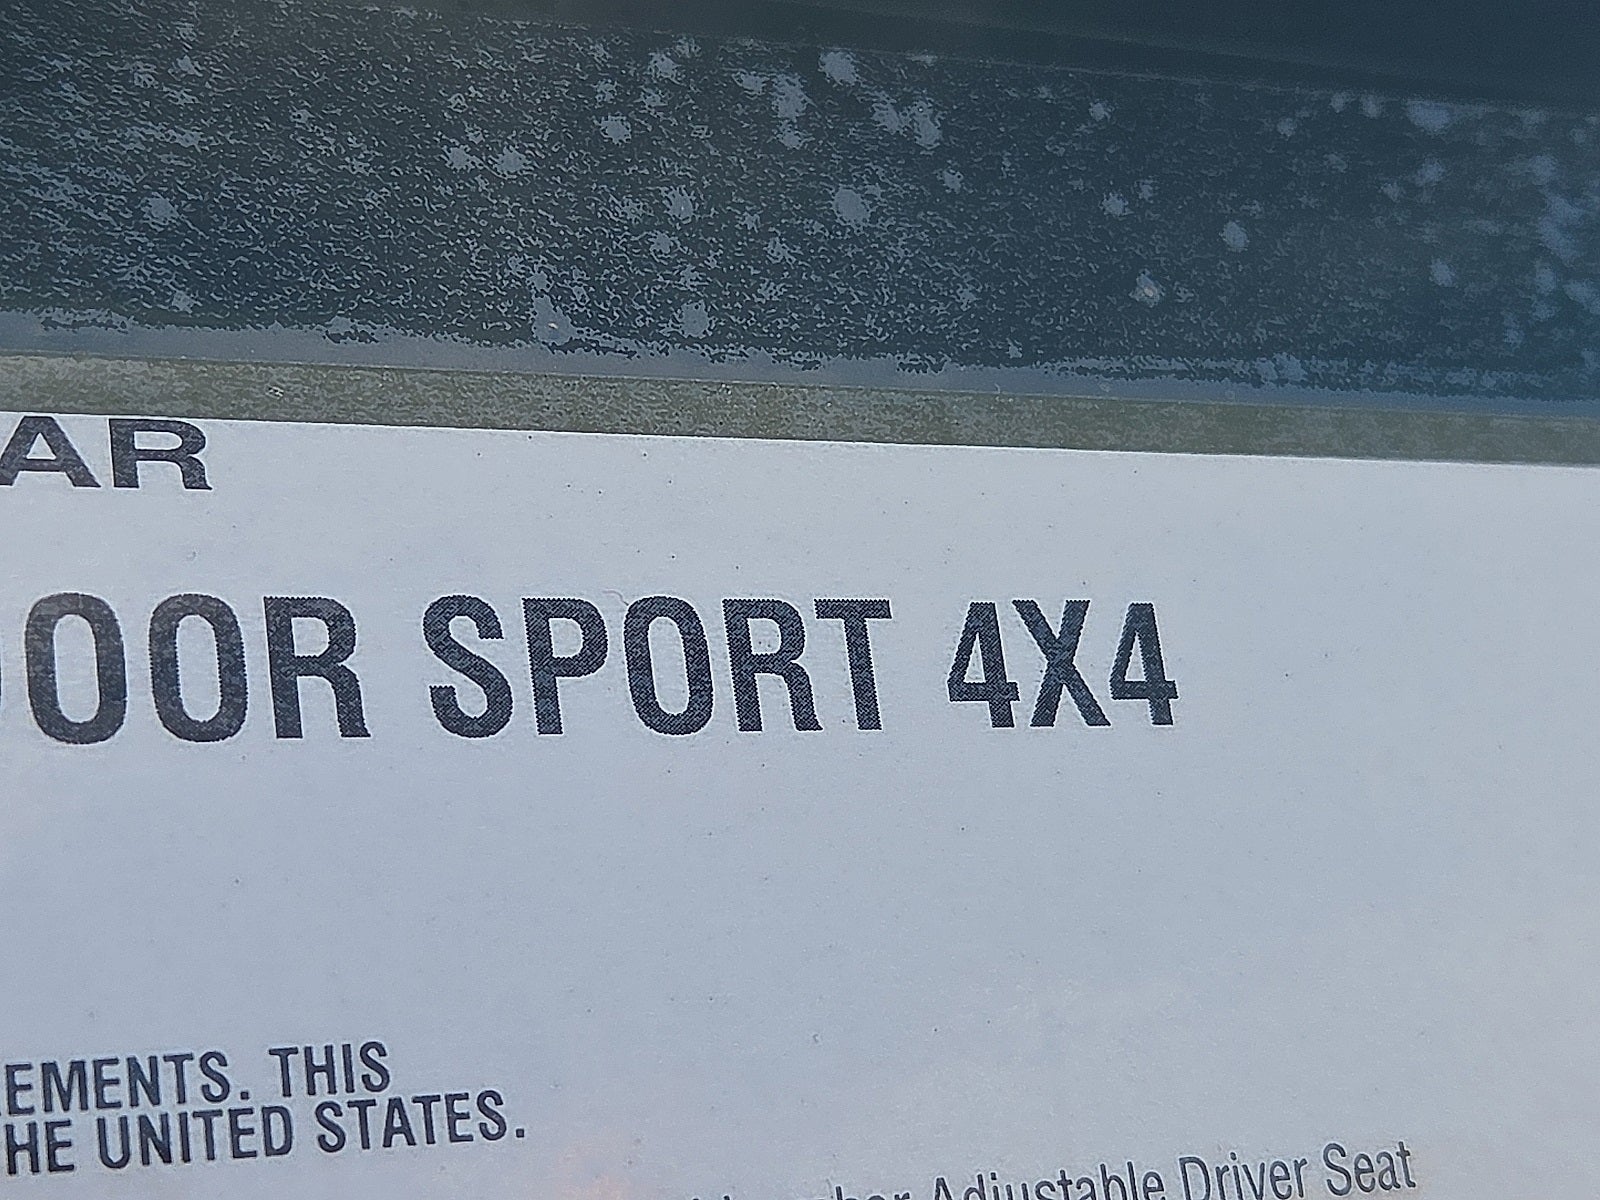 AR
OOR SPORT 4X4
EMENTS. THIS
HE UNITED STATES.
Adjustable Driver Seat